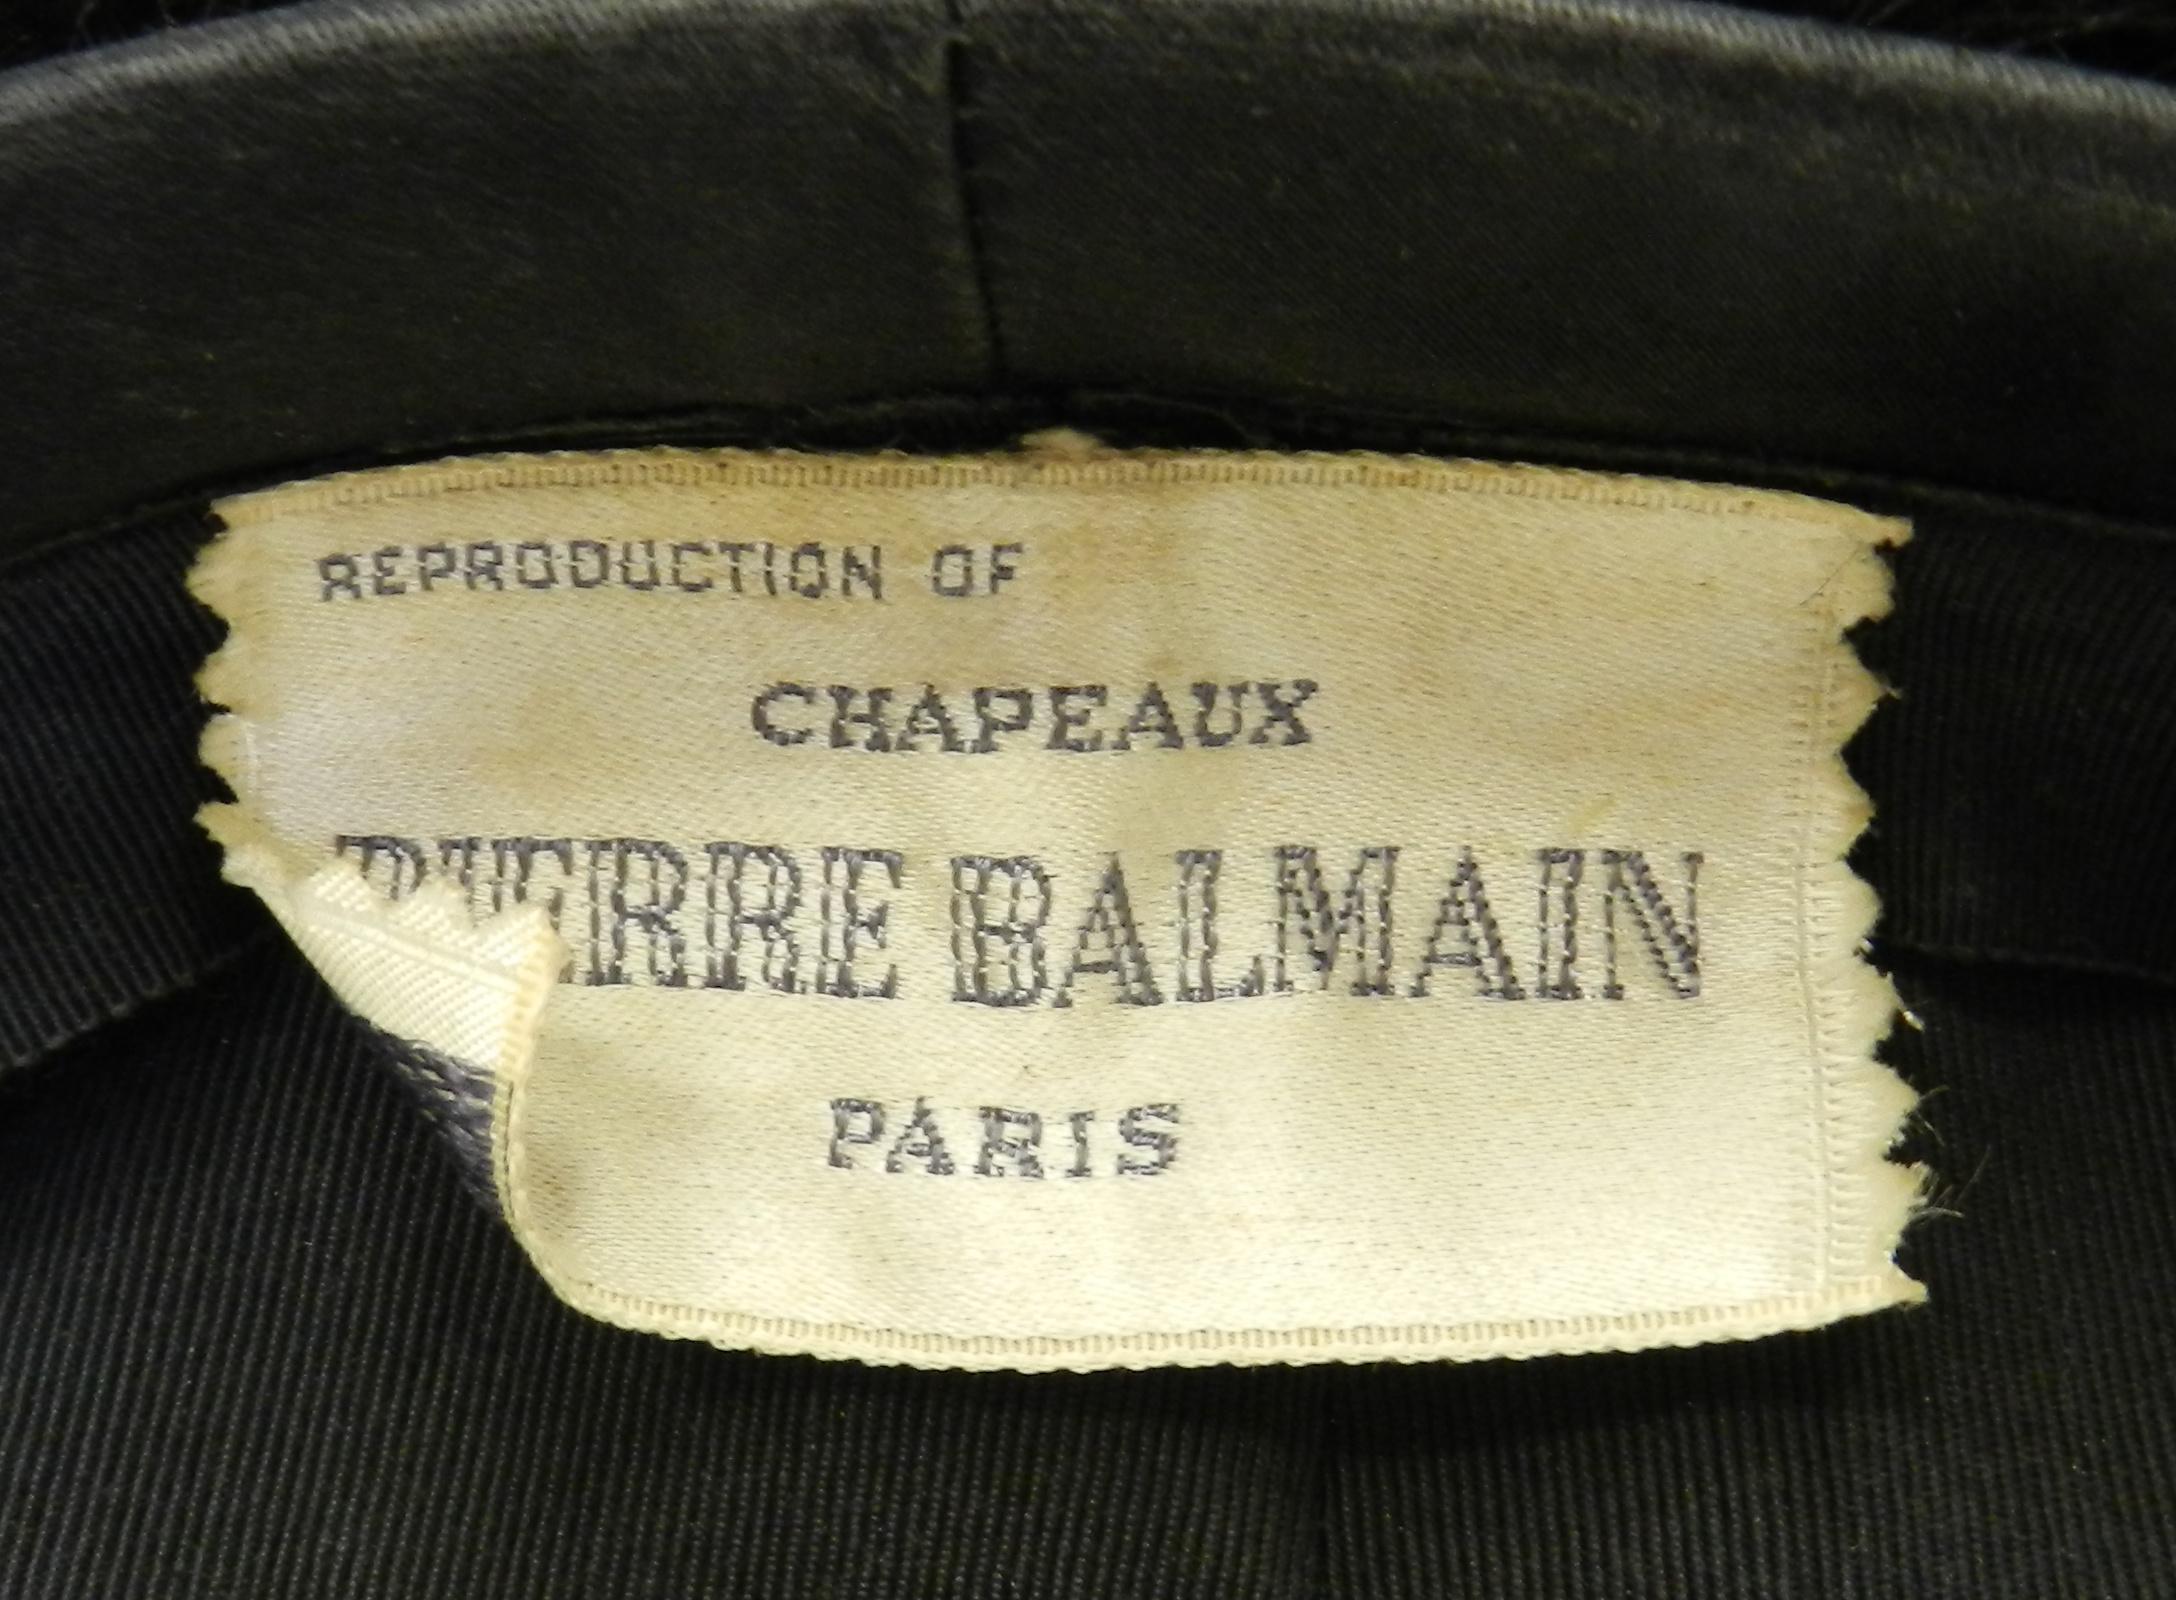 REPRODUCTION OF
CHAPEAUX
PIERRE BALMAIN
PARIS